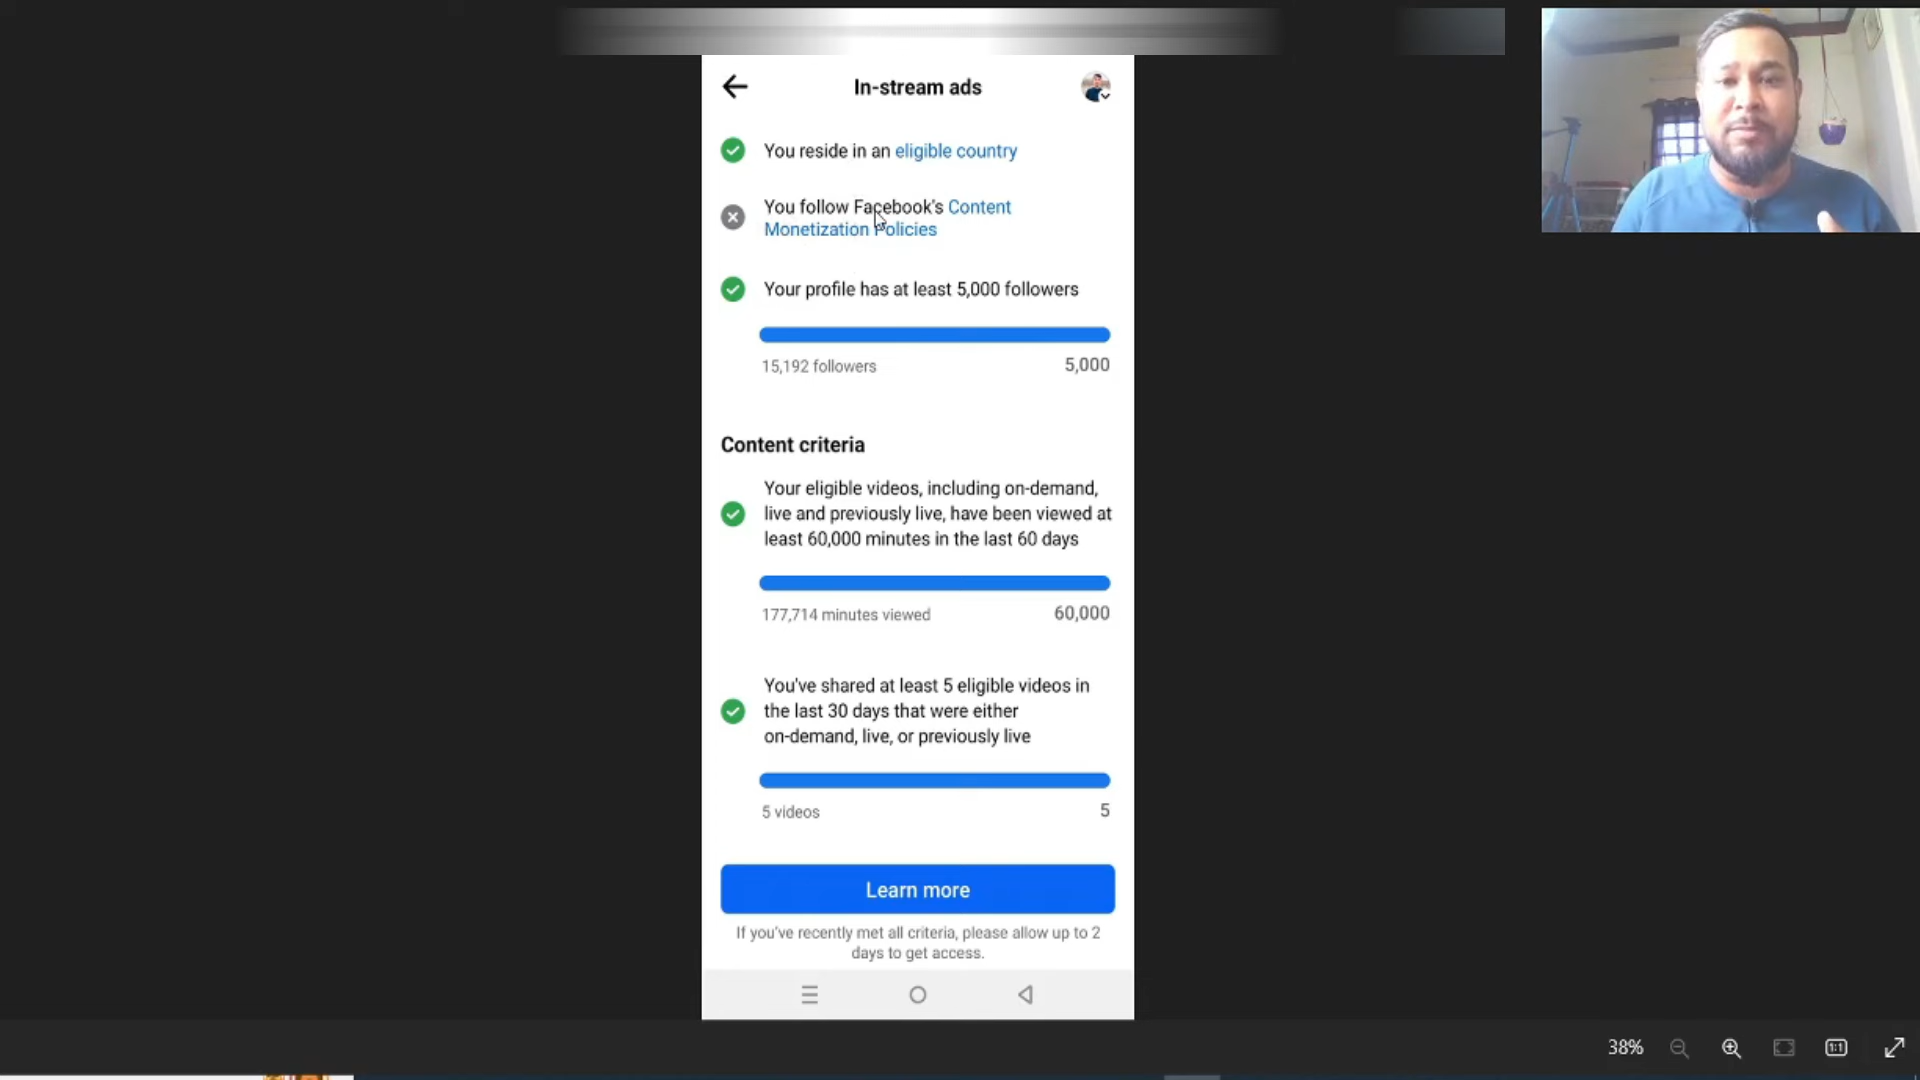 In-stream ads
You reside in an eligible country
You follow Facebook's Content
Monetization Policies
Your profile has at least 5,000 followers
15,192 followers 5,000
Content criteria
Your eligible videos, including on-demand,
live and previously live, have been viewed at
least 60,000 minutes in the last 60 days
177,714 minutes viewed 60,000
You've shared at least 5 eligible videos in
the last 30 days that were either
on-demand, live, or previously live
5 videos 5
Learn more
If you've recently met all criteria, please allow up to 2
days to get access.
38% 1:1